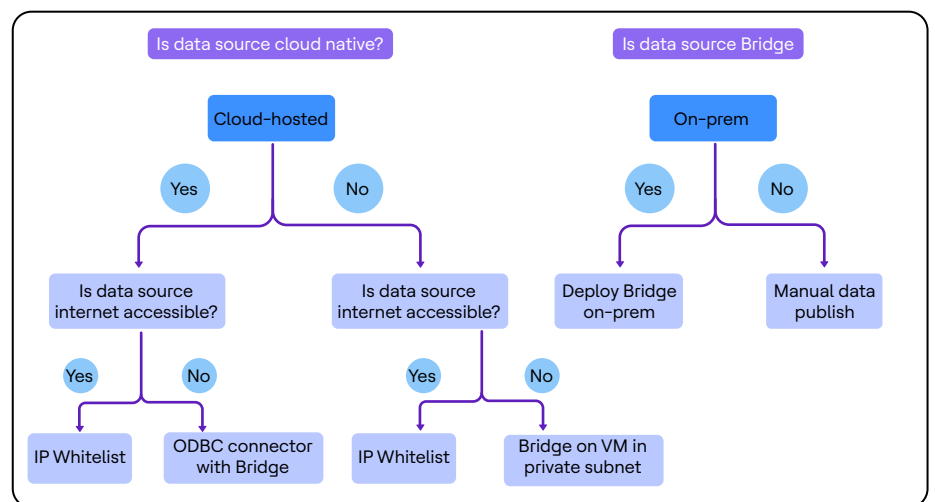 Is data source cloud native?
Is data source Bridge
Cloud-hosted
On-prem
Yes
No
Yes
No
Is data source
internet accessible?
Is data source
internet accessible?
Deploy Bridge
on-prem
Manual data
publish
Yes
No
Yes
No
IP Whitelist
ODBC connector
with Bridge
IP Whitelist
Bridge on VM in
private subnet